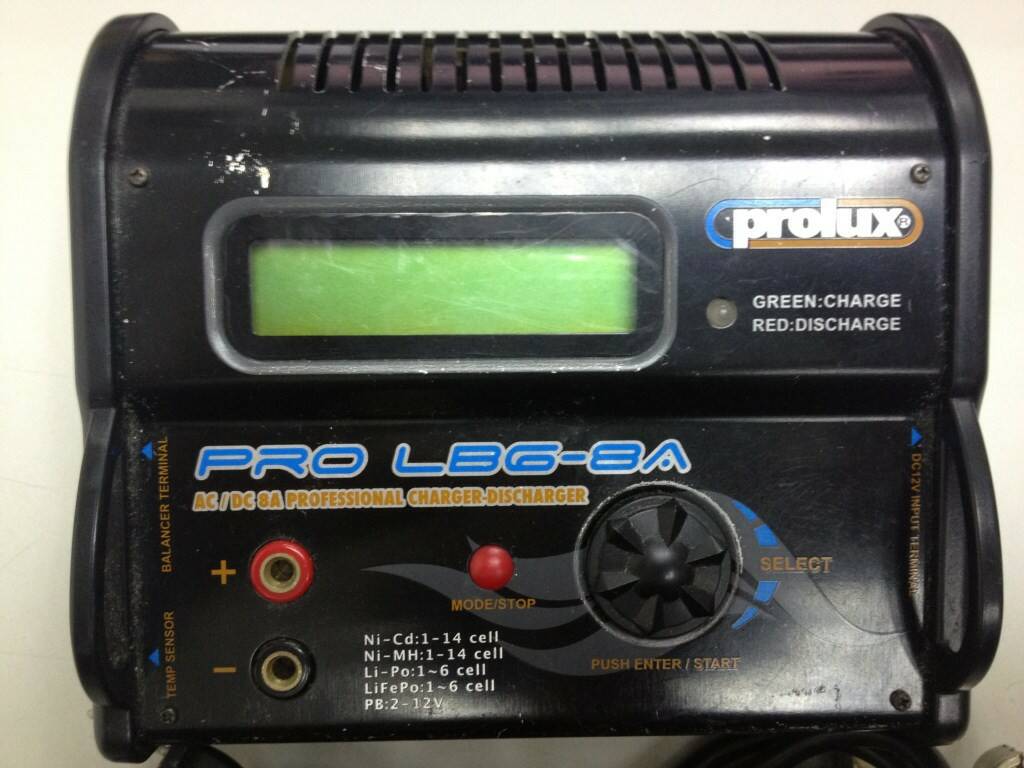 prolux®
GREEN:CHARGE
RED:DISCHARGE
PRO LB6-8A
AC / DC 8A PROFESSIONAL CHARGER-DISCHARGER
BALANCER TERMINAL
DC12V INPUT TERMINAL
+
SELECT
MODE/STOP
TEMP SENSOR
-
PUSH ENTER / START
Ni-Cd:1-14 cell
Ni-MH:1-14 cell
Li-Po:1~6 cell
LiFePo:1~6 cell
PB:2-12V